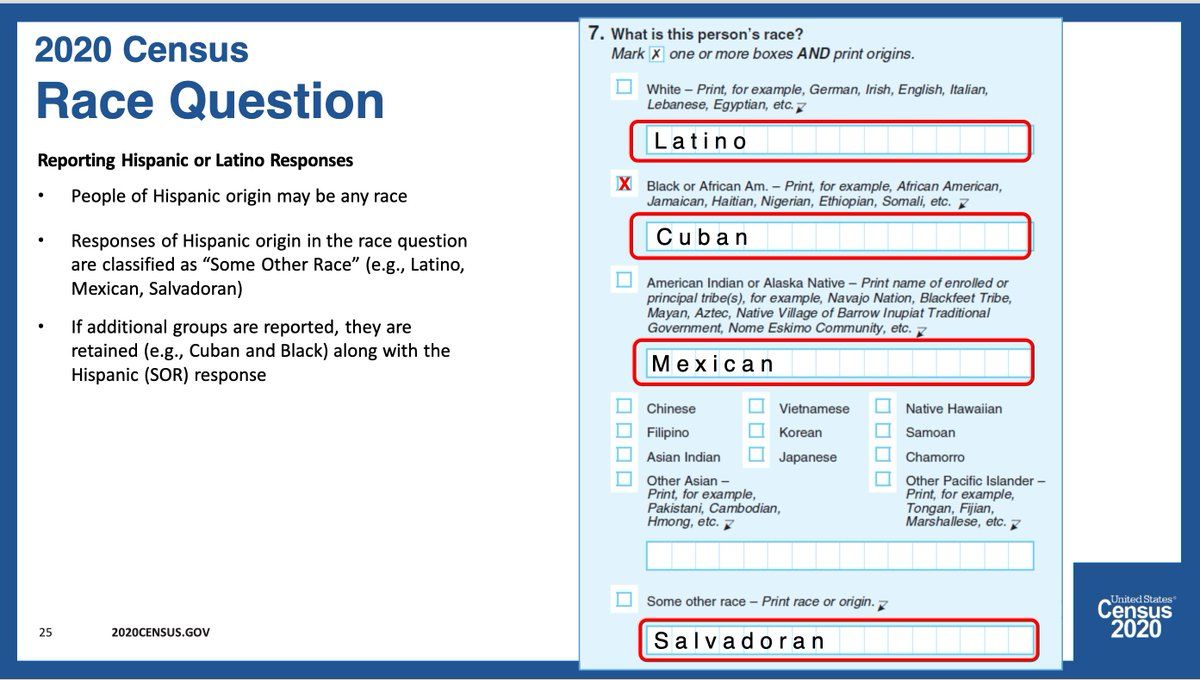 2020 Census
Race Question
Reporting Hispanic or Latino Responses
• People of Hispanic origin may be any race
• Responses of Hispanic origin in the race question
are classified as “Some Other Race” (e.g., Latino,
Mexican, Salvadoran)
• If additional groups are reported, they are
retained (e.g., Cuban and Black) along with the
Hispanic (SOR) response
25 2020CENSUS.GOV
7. What is this person's race?
Mark X one or more boxes AND print origins.
White – Print, for example, German, Irish, English, Italian,
Lebanese, Egyptian, etc.
Latino
X Black or African Am. – Print, for example, African American,
Jamaican, Haitian, Nigerian, Ethiopian, Somali, etc.
Cuban
American Indian or Alaska Native – Print name of enrolled or
principal tribe(s), for example, Navajo Nation, Blackfeet Tribe,
Mayan, Aztec, Native Village of Barrow Inupiat Traditional
Government, Nome Eskimo Community, etc.
Mexican
Chinese Vietnamese Native Hawaiian
Filipino Korean Samoan
Asian Indian Japanese Chamorro
Other Asian – Other Pacific Islander –
Print, for example, Print, for example,
Pakistani, Cambodian, Tongan, Fijian,
Hmong, etc. Marshallese, etc.
Some other race – Print race or origin.
Salvadoran
United States®
Census
2020